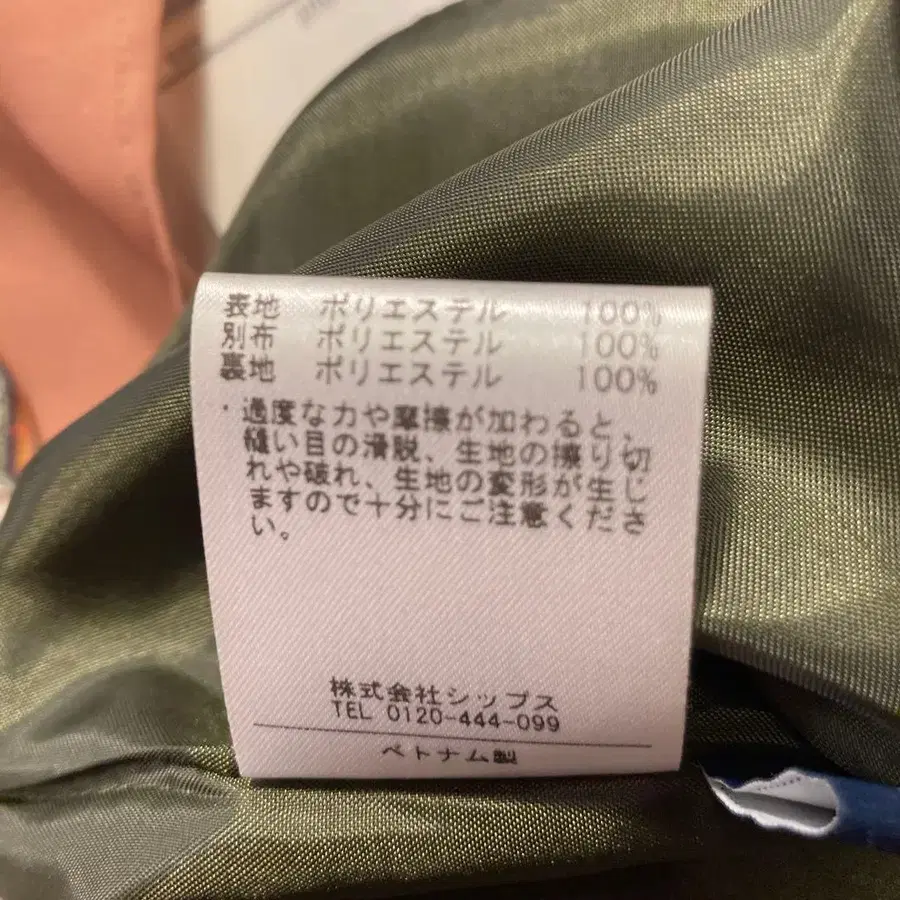 表地 ポリエステル 100%
別布 ポリエステル 100%
裏地 ポリエステル 100%
・過度な力や摩擦が加わると、
縫い目の滑脱、生地の擦り切
れや破れ、生地の変形が生じ
ますので十分にご注意くださ
い。
株式会社シップス
TEL 0120-444-099
ベトナム製